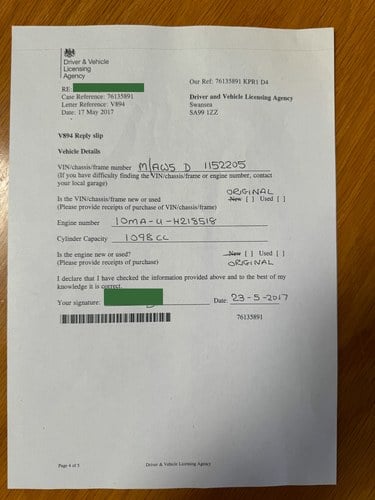 Driver & Vehicle
Licensing
Agency
Our Ref: 76135891 KPR1 D4
RE:
Case Reference: 76135891
Letter Reference: V894
Date: 17 May 2017
Driver and Vehicle Licensing Agency
Swansea
SA99 1ZZ
V894 Reply slip
Vehicle Details
VIN/chassis/frame number M/AW5 D 1152205
(If you have difficulty finding the VIN/chassis/frame or engine number, contact
your local garage)
ORIGINAL
Is the VIN/chassis/frame new or used New [ ] Used [ ]
(Please provide receipts of purchase of VIN/chassis/frame)
Engine number 10MA-U-H218518
Cylinder Capacity 1098CC
Is the engine new or used? New [ ] Used [ ]
(Please provide receipts of purchase) ORIGINAL
I declare that I have checked the information provided above and to the best of my
knowledge it is correct.
Your signature: Date: 23-5-2017
76135891
Page 4 of 5 Driver & Vehicle Licensing Agency